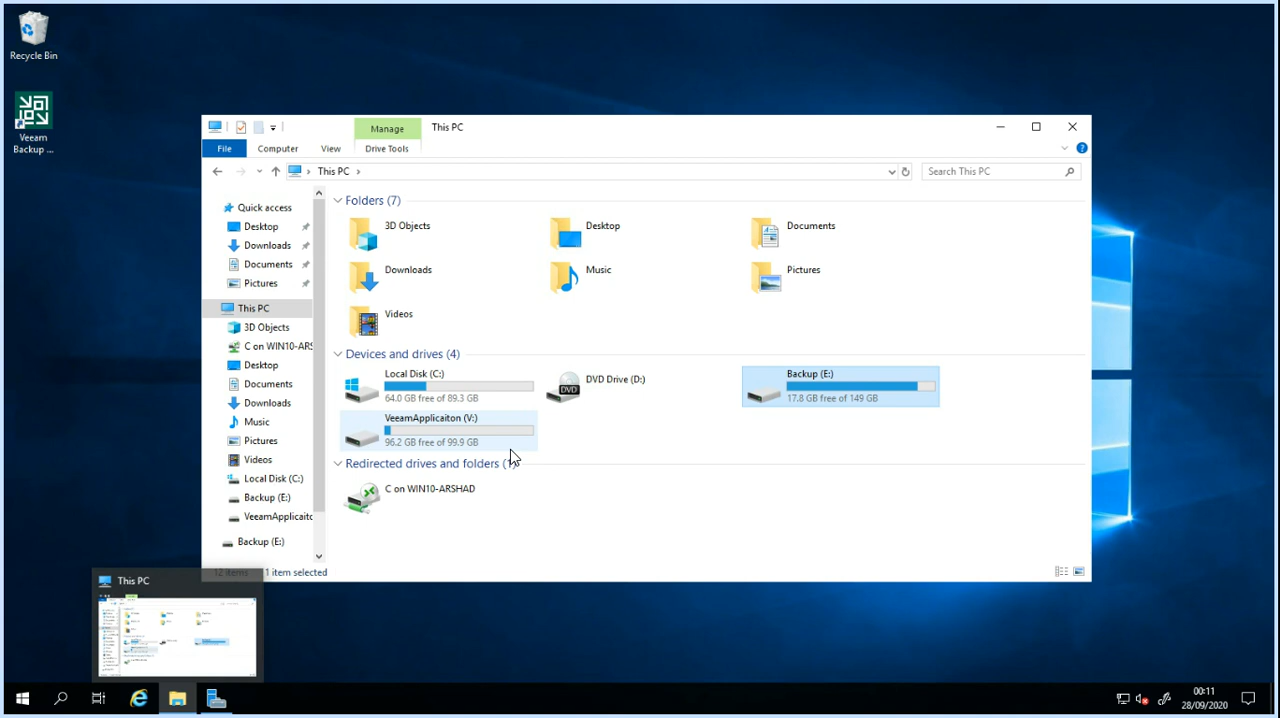 Recycle Bin
Veeam
Backup ...
Manage
This PC
File
Computer
View
Drive Tools
This PC
Search This PC
Quick access
Desktop
Downloads
Documents
Pictures
This PC
3D Objects
C on WIN10-ARS
Desktop
Documents
Downloads
Music
Pictures
Videos
Local Disk (C:)
Backup (E:)
VeeamApplicaito
Backup (E:)
Folders (7)
3D Objects
Desktop
Documents
Downloads
Music
Pictures
Videos
Devices and drives (4)
Local Disk (C:)
64.0 GB free of 89.3 GB
DVD Drive (D:)
DVD
Backup (E:)
17.8 GB free of 149 GB
VeeamApplicaiton (V:)
96.2 GB free of 99.9 GB
Redirected drives and folders (1)
C on WIN10-ARSHAD
12 items
1 item selected
This PC
00:11
28/09/2020